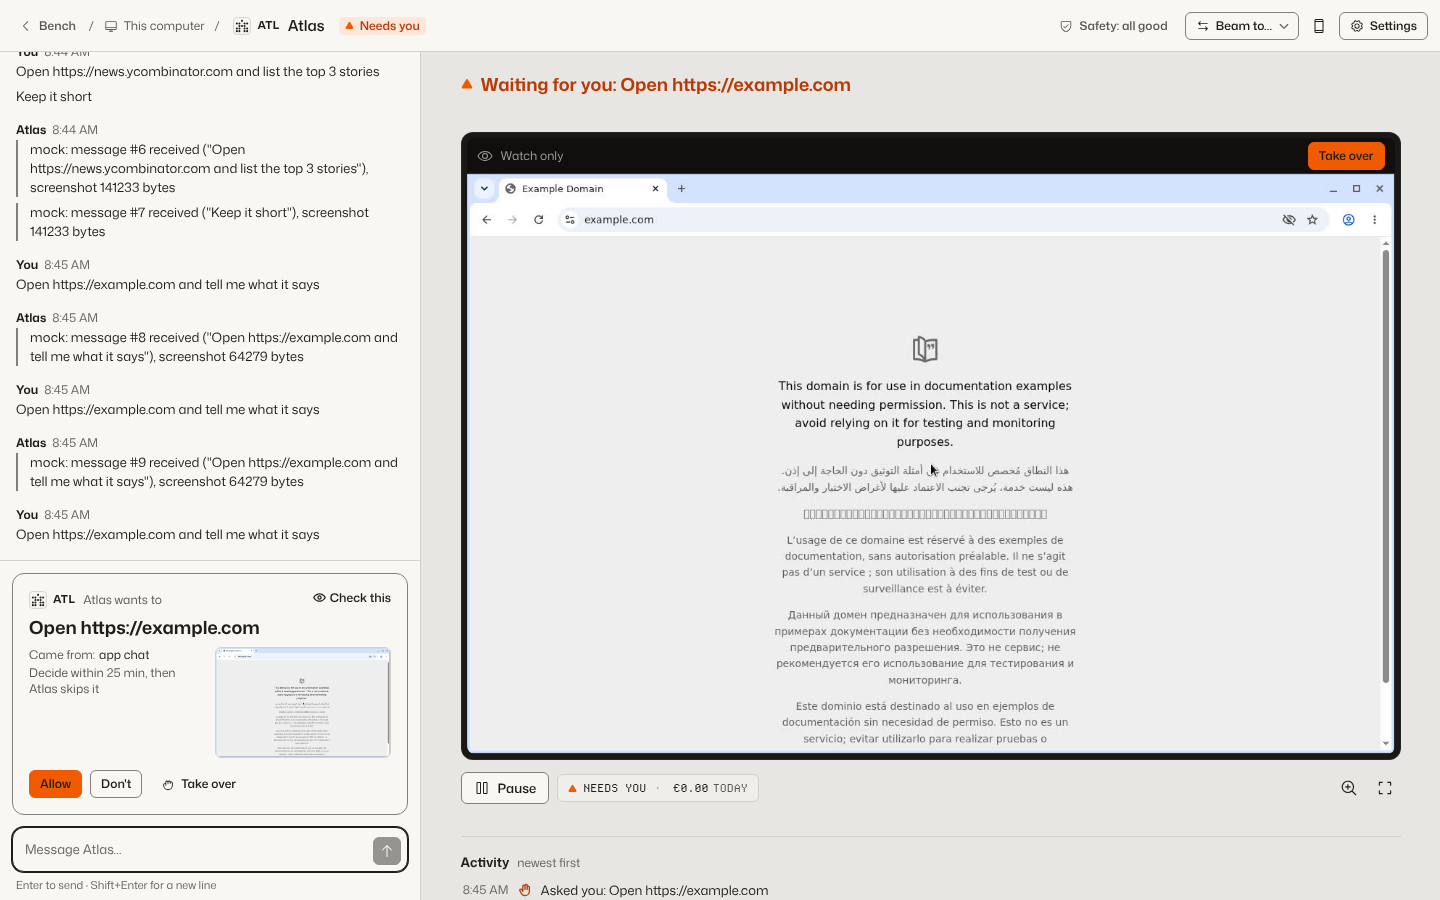 Bench / This computer / ATL Atlas Needs you
Safety: all good Beam to... Settings
You 8:44 AM
Open https://news.ycombinator.com and list the top 3 stories
Keep it short
Atlas 8:44 AM
mock: message #6 received ("Open
https://news.ycombinator.com and list the top 3 stories"),
screenshot 141233 bytes
mock: message #7 received ("Keep it short"), screenshot
141233 bytes
You 8:45 AM
Open https://example.com and tell me what it says
Atlas 8:45 AM
mock: message #8 received ("Open https://example.com and
tell me what it says"), screenshot 64279 bytes
You 8:45 AM
Open https://example.com and tell me what it says
Atlas 8:45 AM
mock: message #9 received ("Open https://example.com and
tell me what it says"), screenshot 64279 bytes
You 8:45 AM
Open https://example.com and tell me what it says
ATL Atlas wants to
Check this
Open https://example.com
Came from: app chat
Decide within 25 min, then
Atlas skips it
Allow Don't Take over
Message Atlas...
Enter to send · Shift+Enter for a new line
Waiting for you: Open https://example.com
Watch only Take over
Example Domain
example.com
This domain is for use in documentation examples
without needing permission. This is not a service;
avoid relying on it for testing and monitoring
purposes.
هذا النطاق مُخصص للاستخدام في أمثلة التوثيق دون الحاجة إلى إذن.
هذه ليست خدمة، يُرجى تجنب الاعتماد عليها لأغراض الاختبار والمراقبة.
L'usage de ce domaine est réservé à des exemples de
documentation, sans autorisation préalable. Il ne s'agit
pas d'un service ; son utilisation à des fins de test ou de
surveillance est à éviter.
Данный домен предназначен для использования в
примерах документации без необходимости получения
предварительного разрешения. Это не сервис; не
рекомендуется его использование для тестирования и
мониторинга.
Este dominio está destinado al uso en ejemplos de
documentación sin necesidad de permiso. Esto no es un
servicio; evitar utilizarlo para realizar pruebas o
Pause NEEDS YOU · €0.00 TODAY
Activity newest first
8:45 AM Asked you: Open https://example.com